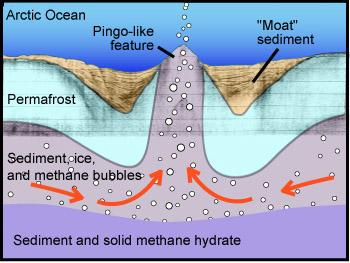 Arctic Ocean
Pingo-like
feature
"Moat"
sediment
Permafrost
Sediment, ice,
and methane bubbles
Sediment and solid methane hydrate